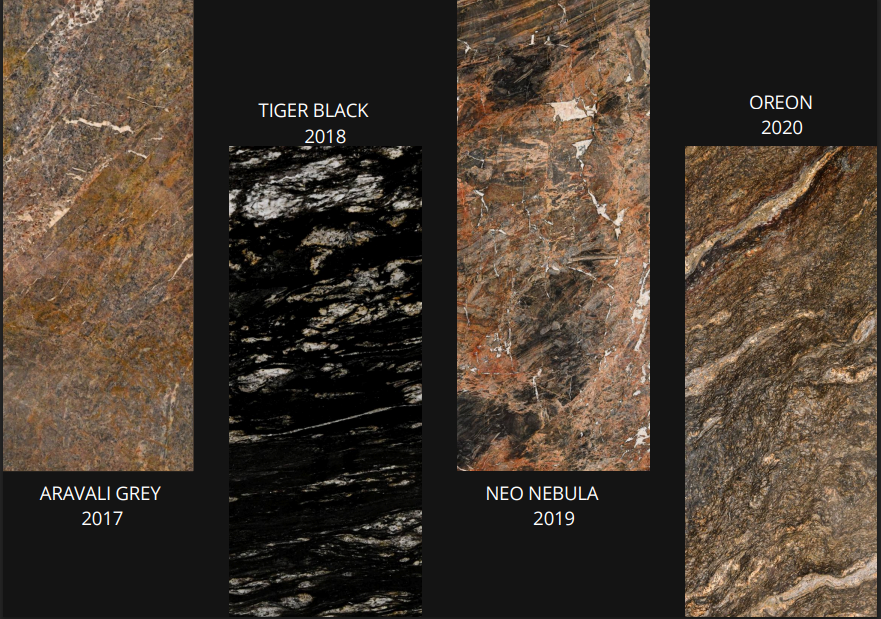 ARAVALI GREY
2017
TIGER BLACK
2018
NEO NEBULA
2019
OREON
2020